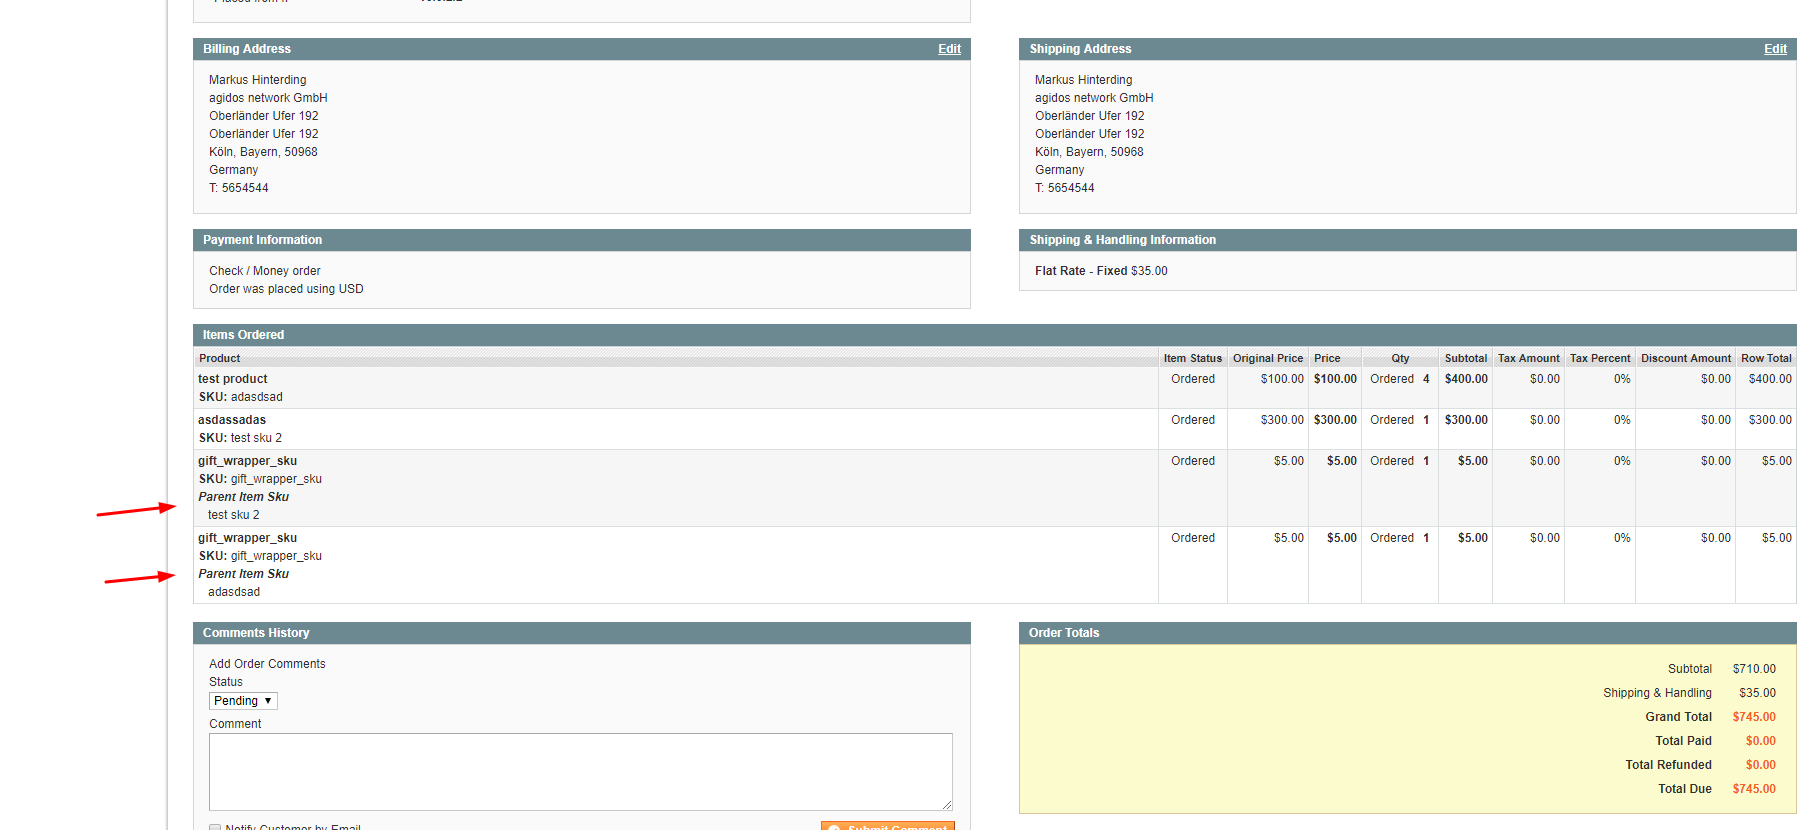 Billing Address Edit
Markus Hinterding
agidos network GmbH
Oberländer Ufer 192
Oberländer Ufer 192
Köln, Bayern, 50968
Germany
T: 5654544
Shipping Address Edit
Markus Hinterding
agidos network GmbH
Oberländer Ufer 192
Oberländer Ufer 192
Köln, Bayern, 50968
Germany
T: 5654544
Payment Information
Check / Money order
Order was placed using USD
Shipping & Handling Information
Flat Rate - Fixed $35.00
Items Ordered
Product Item Status Original Price Price Qty Subtotal Tax Amount Tax Percent Discount Amount Row Total
test product Ordered $100.00 $100.00 Ordered 4 $400.00 $0.00 0% $0.00 $400.00
SKU: adasdsad
asdassadas Ordered $300.00 $300.00 Ordered 1 $300.00 $0.00 0% $0.00 $300.00
SKU: test sku 2
gift_wrapper_sku Ordered $5.00 $5.00 Ordered 1 $5.00 $0.00 0% $0.00 $5.00
SKU: gift_wrapper_sku
Parent Item Sku
test sku 2
gift_wrapper_sku Ordered $5.00 $5.00 Ordered 1 $5.00 $0.00 0% $0.00 $5.00
SKU: gift_wrapper_sku
Parent Item Sku
adasdsad
Comments History
Add Order Comments
Status
Pending
Comment
Notify Customer by Email
Submit Comment
Order Totals
Subtotal $710.00
Shipping & Handling $35.00
Grand Total $745.00
Total Paid $0.00
Total Refunded $0.00
Total Due $745.00